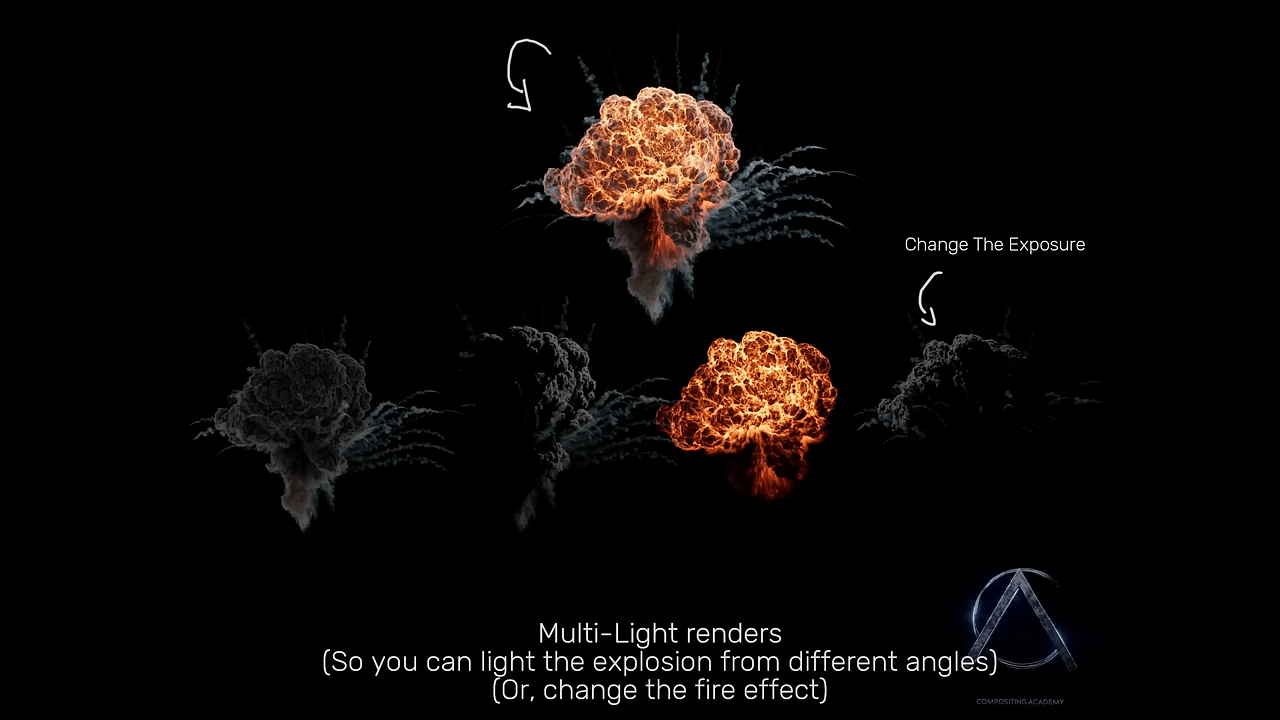 Change The Exposure
Multi-Light renders
(So you can light the explosion from different angles)
(Or, change the fire effect)
COMPOSITING ACADEMY